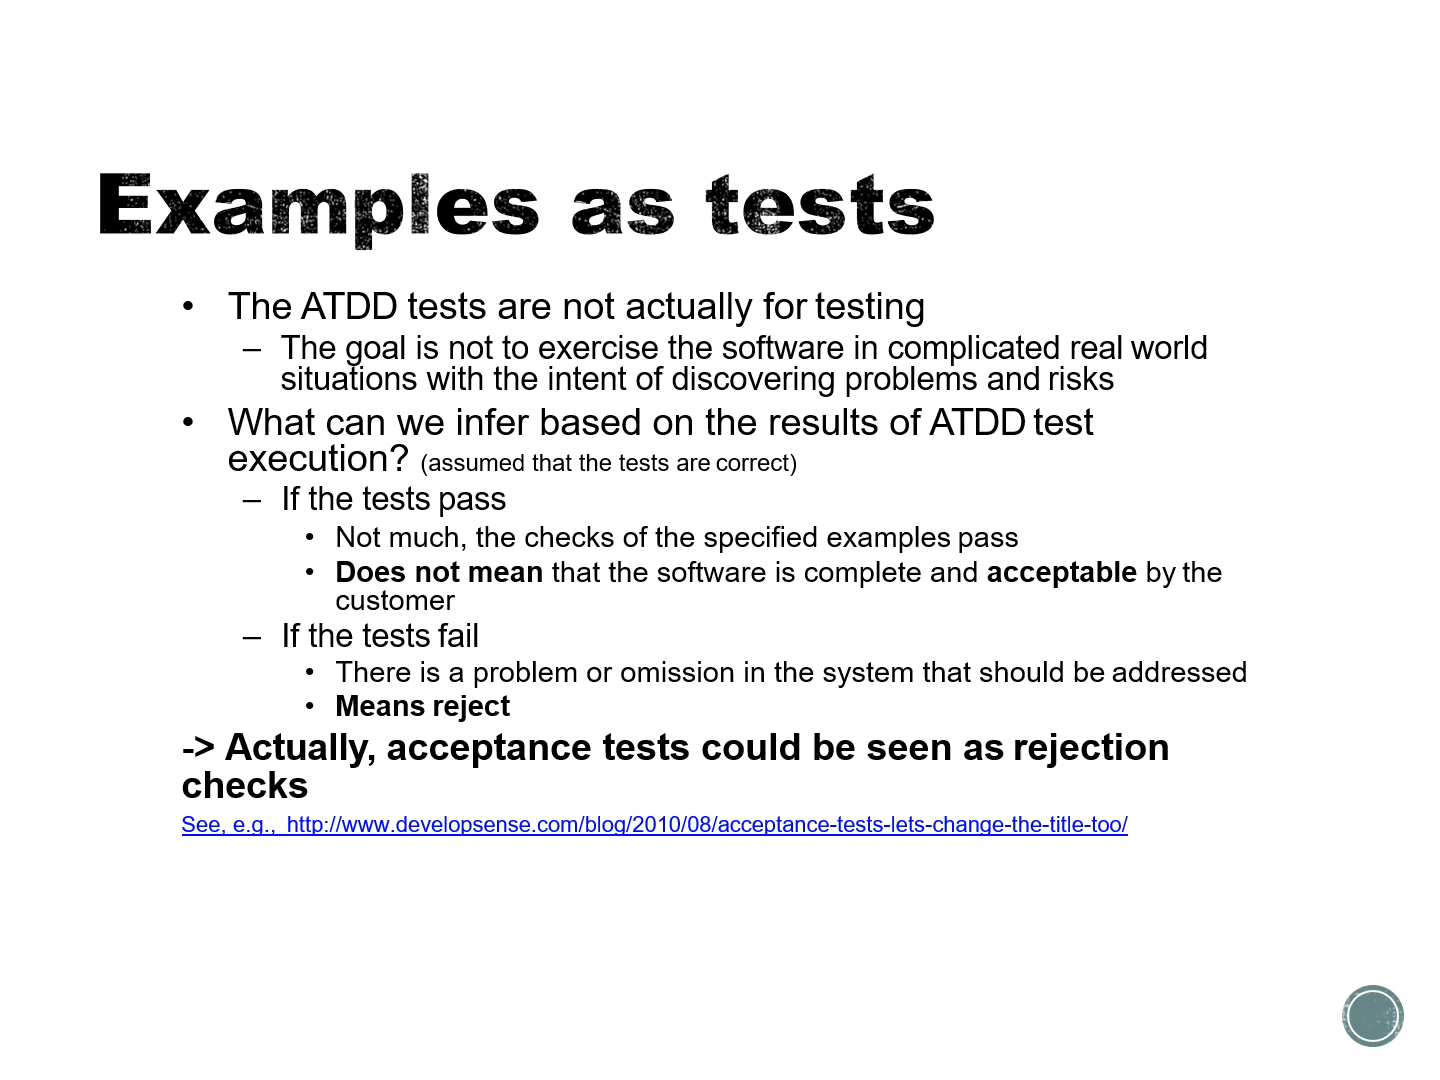 Examples as tests
• The ATDD tests are not actually for testing
– The goal is not to exercise the software in complicated real world
situations with the intent of discovering problems and risks
• What can we infer based on the results of ATDD test
execution? (assumed that the tests are correct)
– If the tests pass
• Not much, the checks of the specified examples pass
• Does not mean that the software is complete and acceptable by the
customer
– If the tests fail
• There is a problem or omission in the system that should be addressed
• Means reject
-> Actually, acceptance tests could be seen as rejection
checks
See, e.g., http://www.developsense.com/blog/2010/08/acceptance-tests-lets-change-the-title-too/